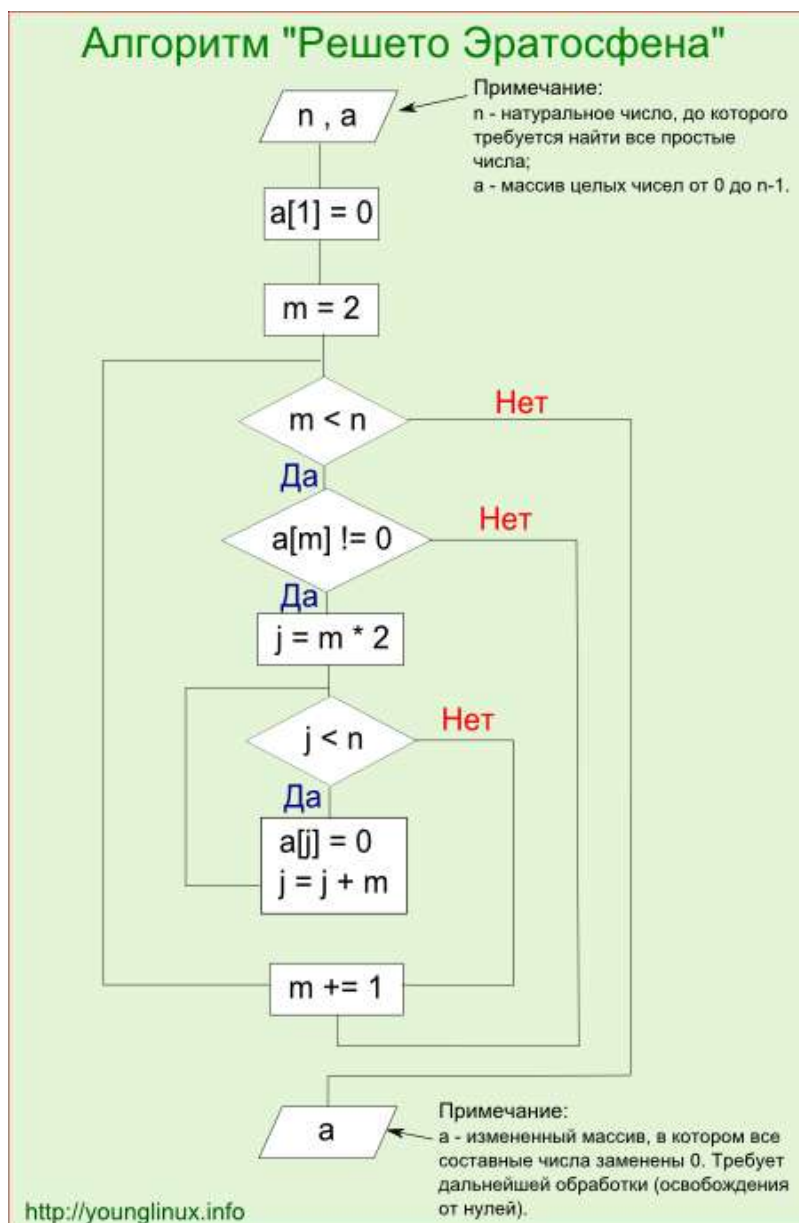 Алгоритм "Решето Эратосфена"
n , a
Примечание:
n - натуральное число, до которого
требуется найти все простые
числа;
a - массив целых чисел от 0 до n-1.
a[1] = 0
m = 2
m < n
Нет
Да
a[m] != 0
Нет
Да
j = m * 2
j < n
Нет
Да
a[j] = 0
j = j + m
m += 1
a
Примечание:
a - измененный массив, в котором все
составные числа заменены 0. Требует
дальнейшей обработки (освобождения
от нулей).
http://younglinux.info